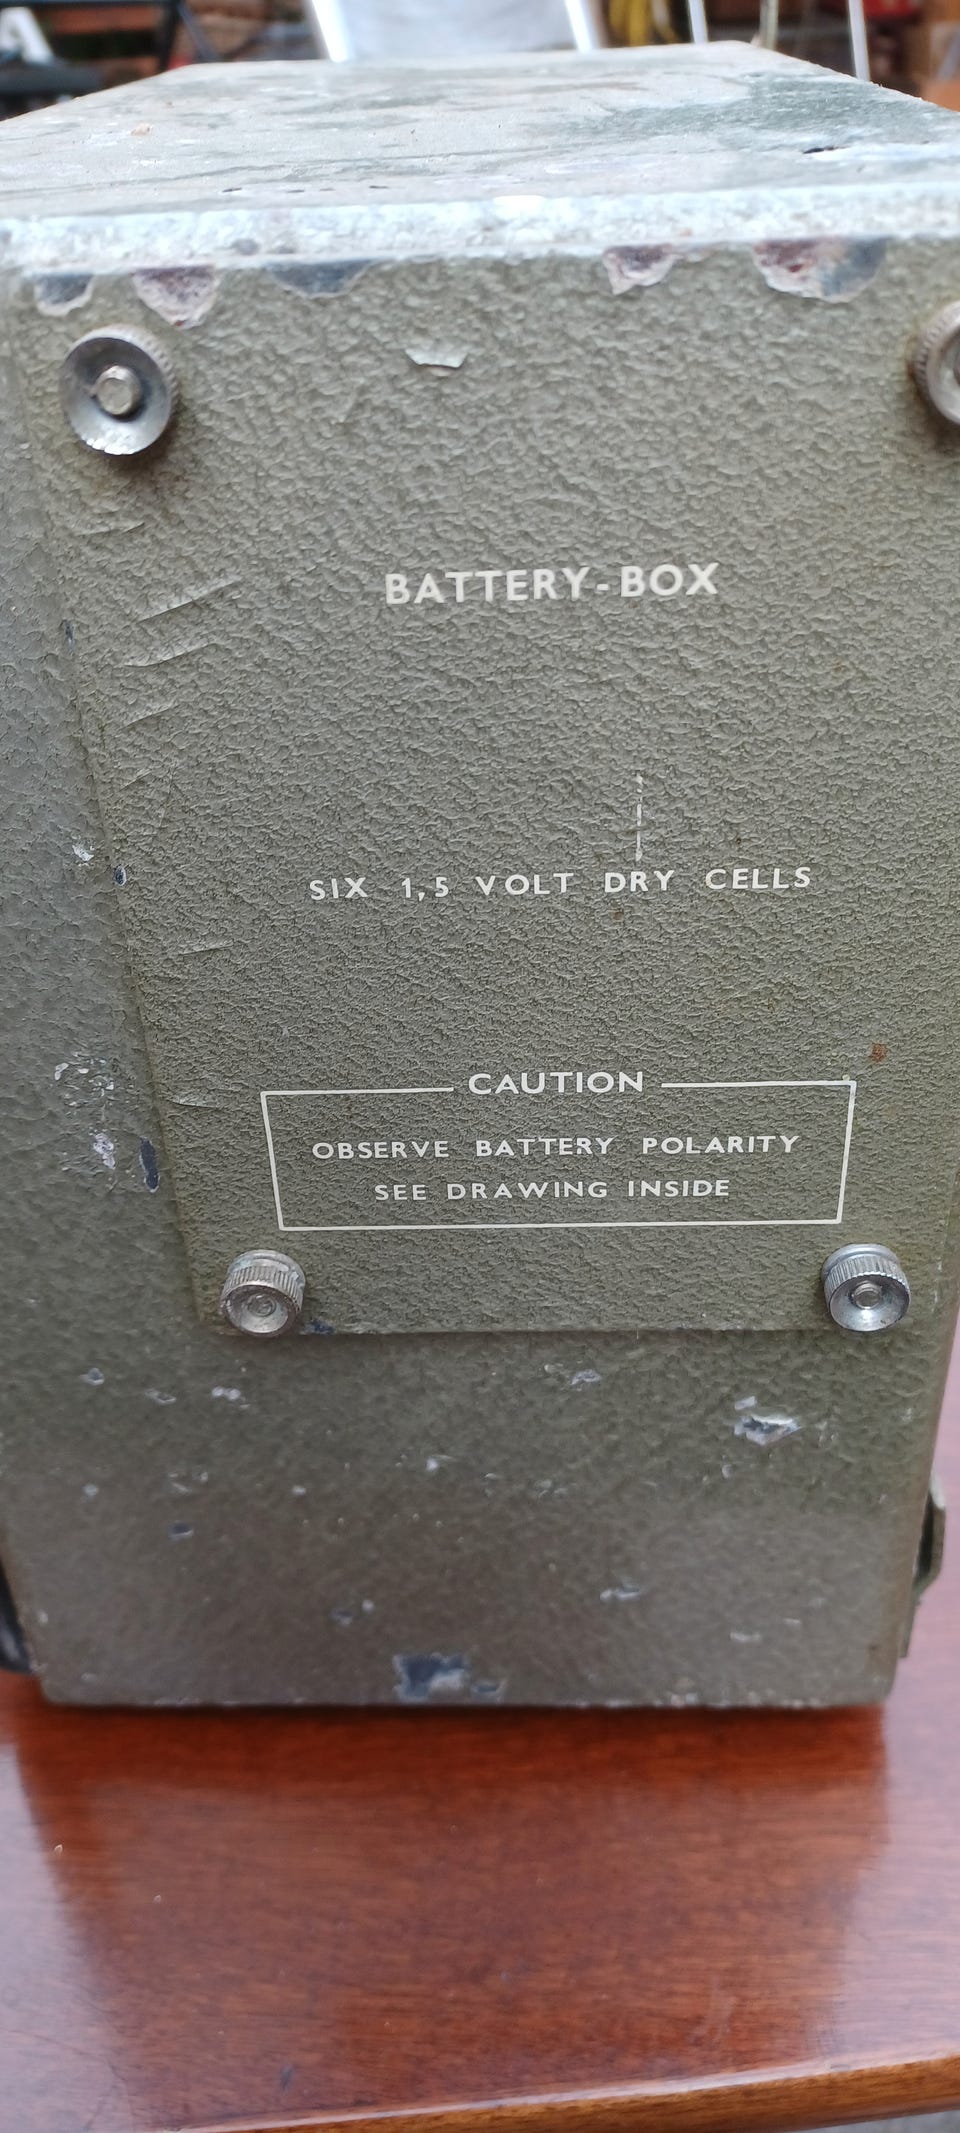 BATTERY-BOX
SIX 1,5 VOLT DRY CELLS
CAUTION
OBSERVE BATTERY POLARITY
SEE DRAWING INSIDE